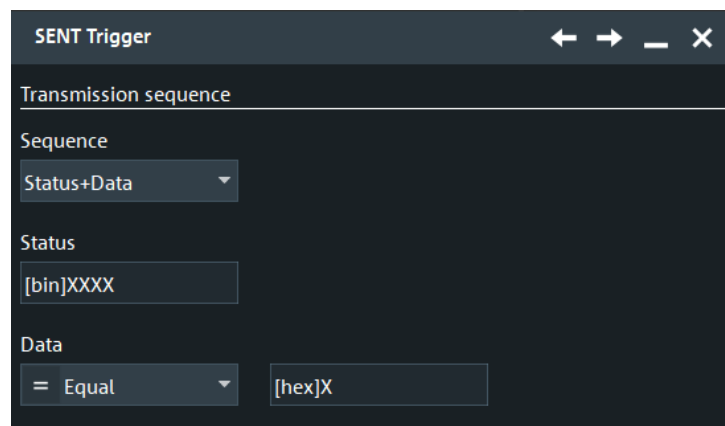 SENT Trigger
Transmission sequence
Sequence
Status+Data
Status
[bin]XXXX
Data
= Equal [hex]X